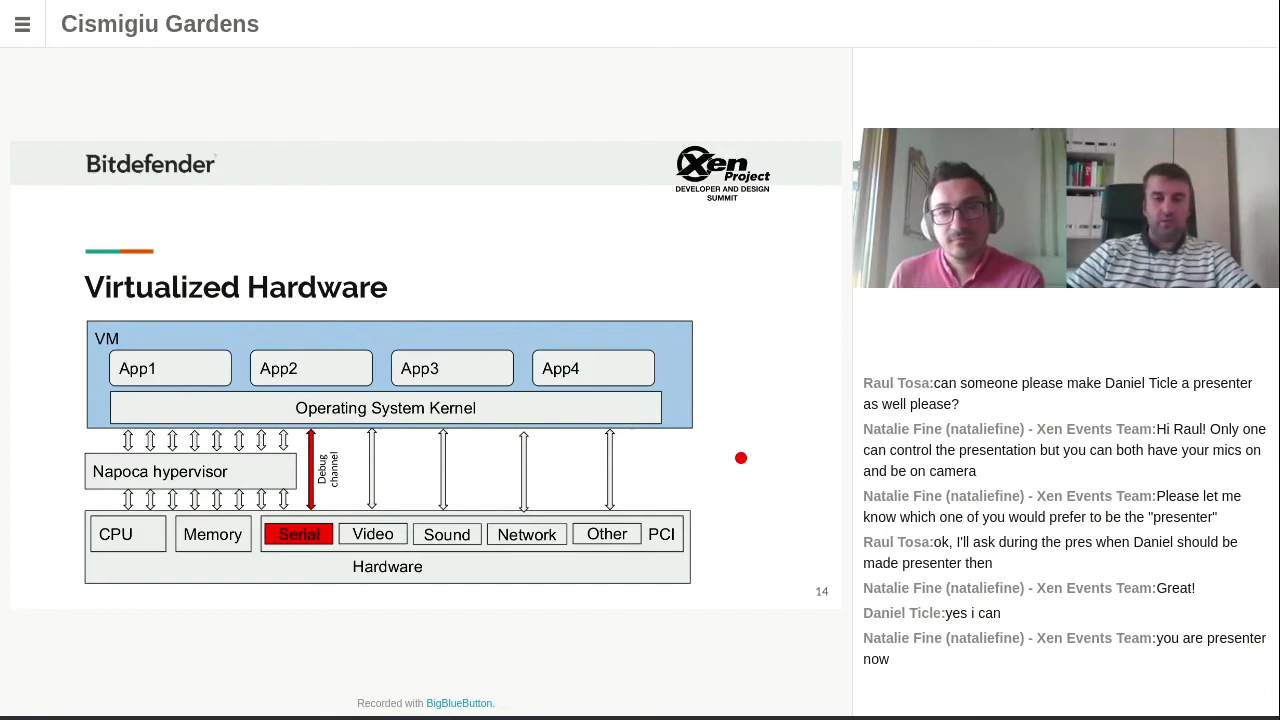 Cismigiu Gardens
Bitdefender
Xen
Project
DEVELOPER AND DESIGN
SUMMIT
Virtualized Hardware
VM
App1
App2
App3
App4
Operating System Kernel
Debug
channel
Napoca hypervisor
CPU
Memory
Serial
Video
Sound
Network
Other
PCI
Hardware
14
Recorded with BigBlueButton.
Raul Tosa:can someone please make Daniel Ticle a presenter
as well please?
Natalie Fine (nataliefine) - Xen Events Team:Hi Raul! Only one
can control the presentation but you can both have your mics on
and be on camera
Natalie Fine (nataliefine) - Xen Events Team:Please let me
know which one of you would prefer to be the "presenter"
Raul Tosa:ok, I'll ask during the pres when Daniel should be
made presenter then
Natalie Fine (nataliefine) - Xen Events Team:Great!
Daniel Ticle:yes i can
Natalie Fine (nataliefine) - Xen Events Team:you are presenter
now